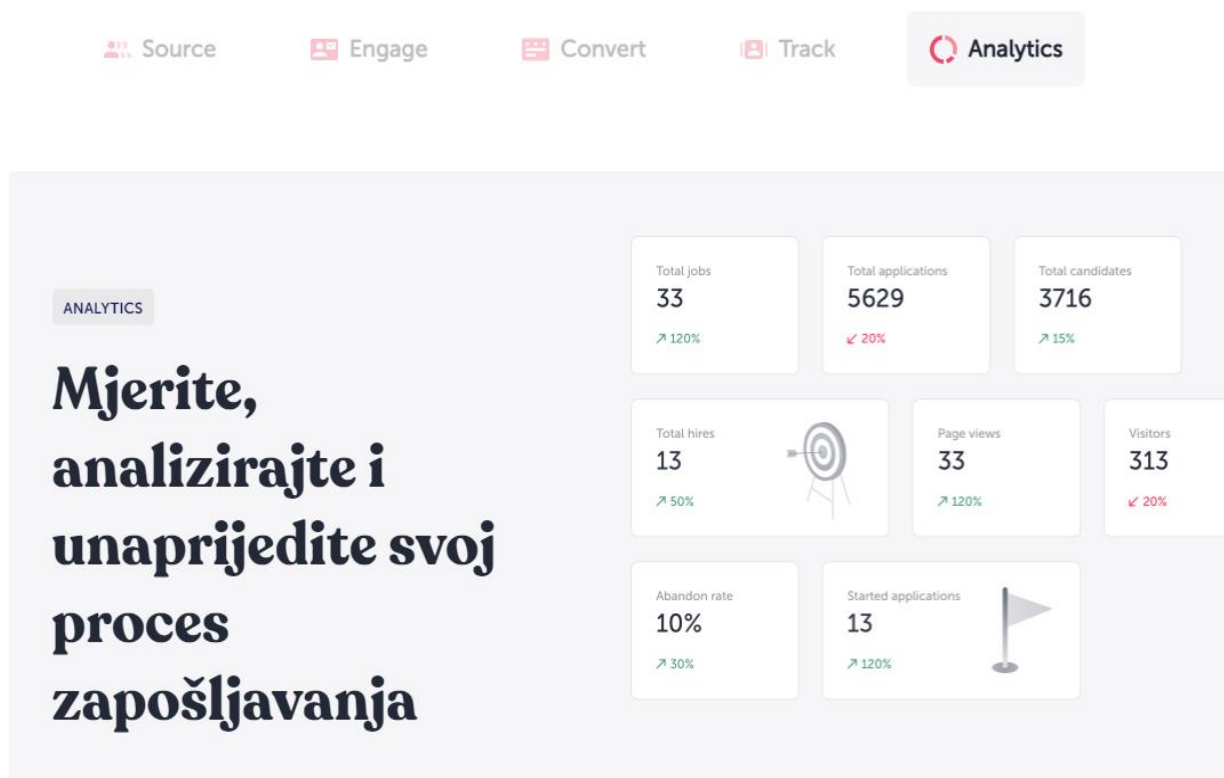 Source
Engage
Convert
Track
Analytics
ANALYTICS
Mjerite,
analizirajte i
unaprijedite svoj
proces
zapošljavanja
Total jobs
33
120%
Total applications
5629
20%
Total candidates
3716
15%
Total hires
13
50%
Page views
33
120%
Visitors
313
20%
Abandon rate
10%
30%
Started applications
13
120%